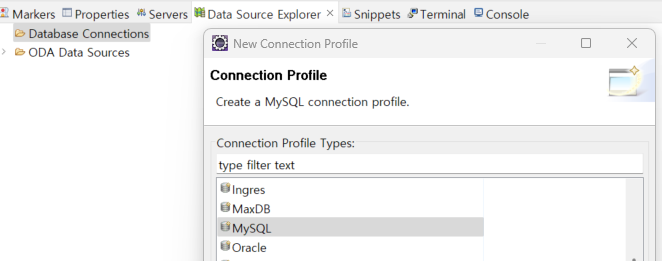 Markers Properties Servers Data Source Explorer Snippets Terminal Console
Database Connections
ODA Data Sources
New Connection Profile
Connection Profile
Create a MySQL connection profile.
Connection Profile Types:
type filter text
Ingres
MaxDB
MySQL
Oracle